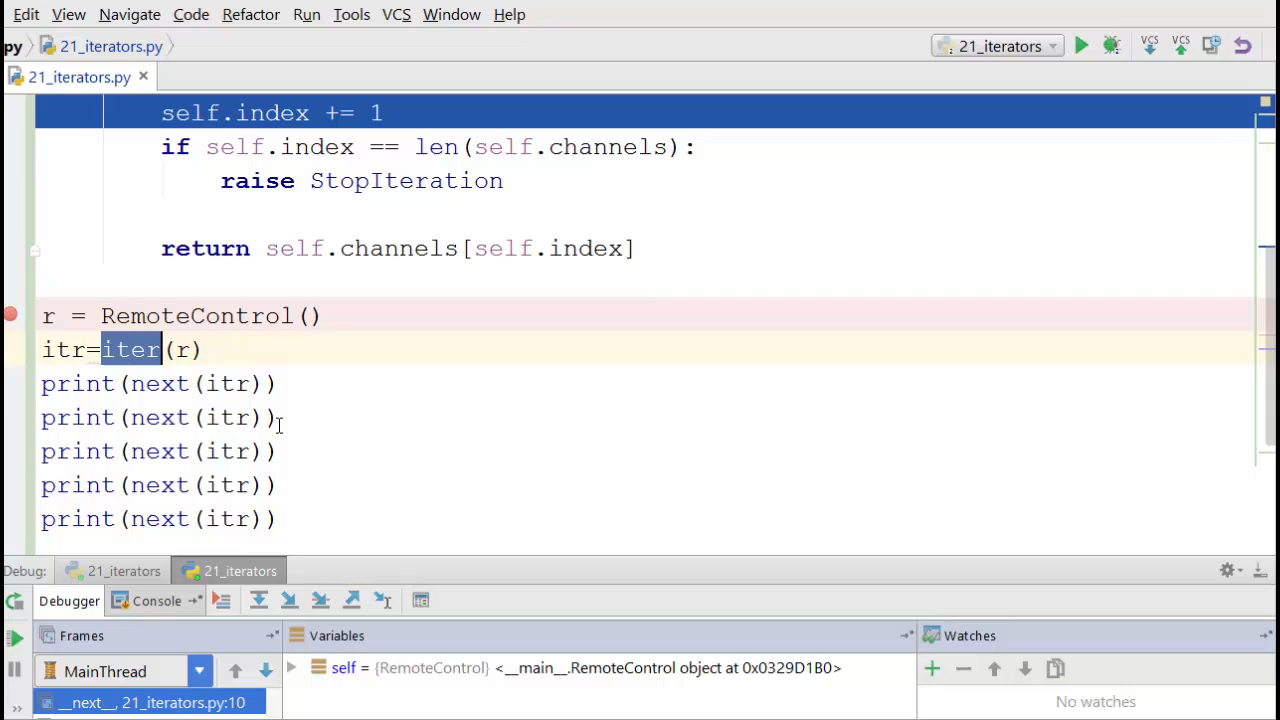 Edit View Navigate Code Refactor Run Tools VCS Window Help
py 21_iterators.py 21_iterators VCS VCS
21_iterators.py
self.index += 1
if self.index == len(self.channels):
raise StopIteration
return self.channels[self.index]
r = RemoteControl()
itr=iter(r)
print(next(itr))
print(next(itr))
print(next(itr))
print(next(itr))
print(next(itr))
Debug: 21_iterators 21_iterators
Debugger Console
Frames Variables Watches
MainThread self = {RemoteControl} <__main__.RemoteControl object at 0x0329D1B0>
__next__, 21_iterators.py:10 No watches